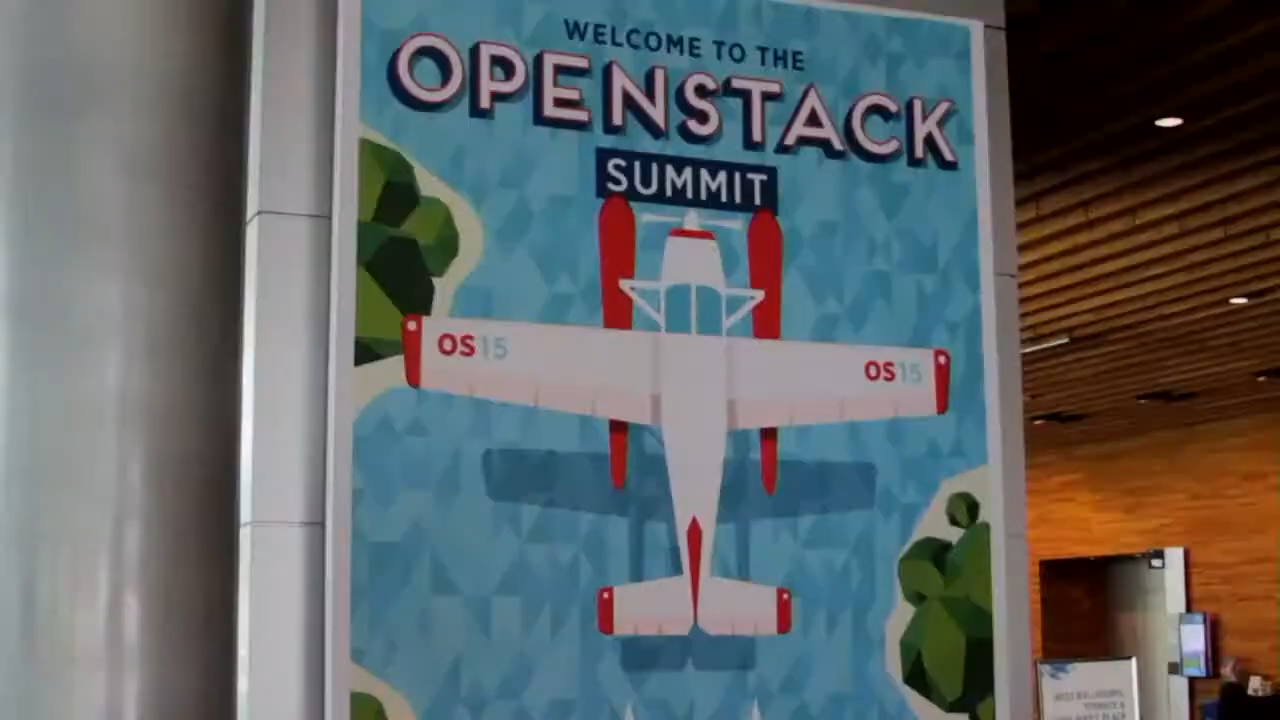 WELCOME TO THE
OPENSTACK
SUMMIT
OS15
OS15